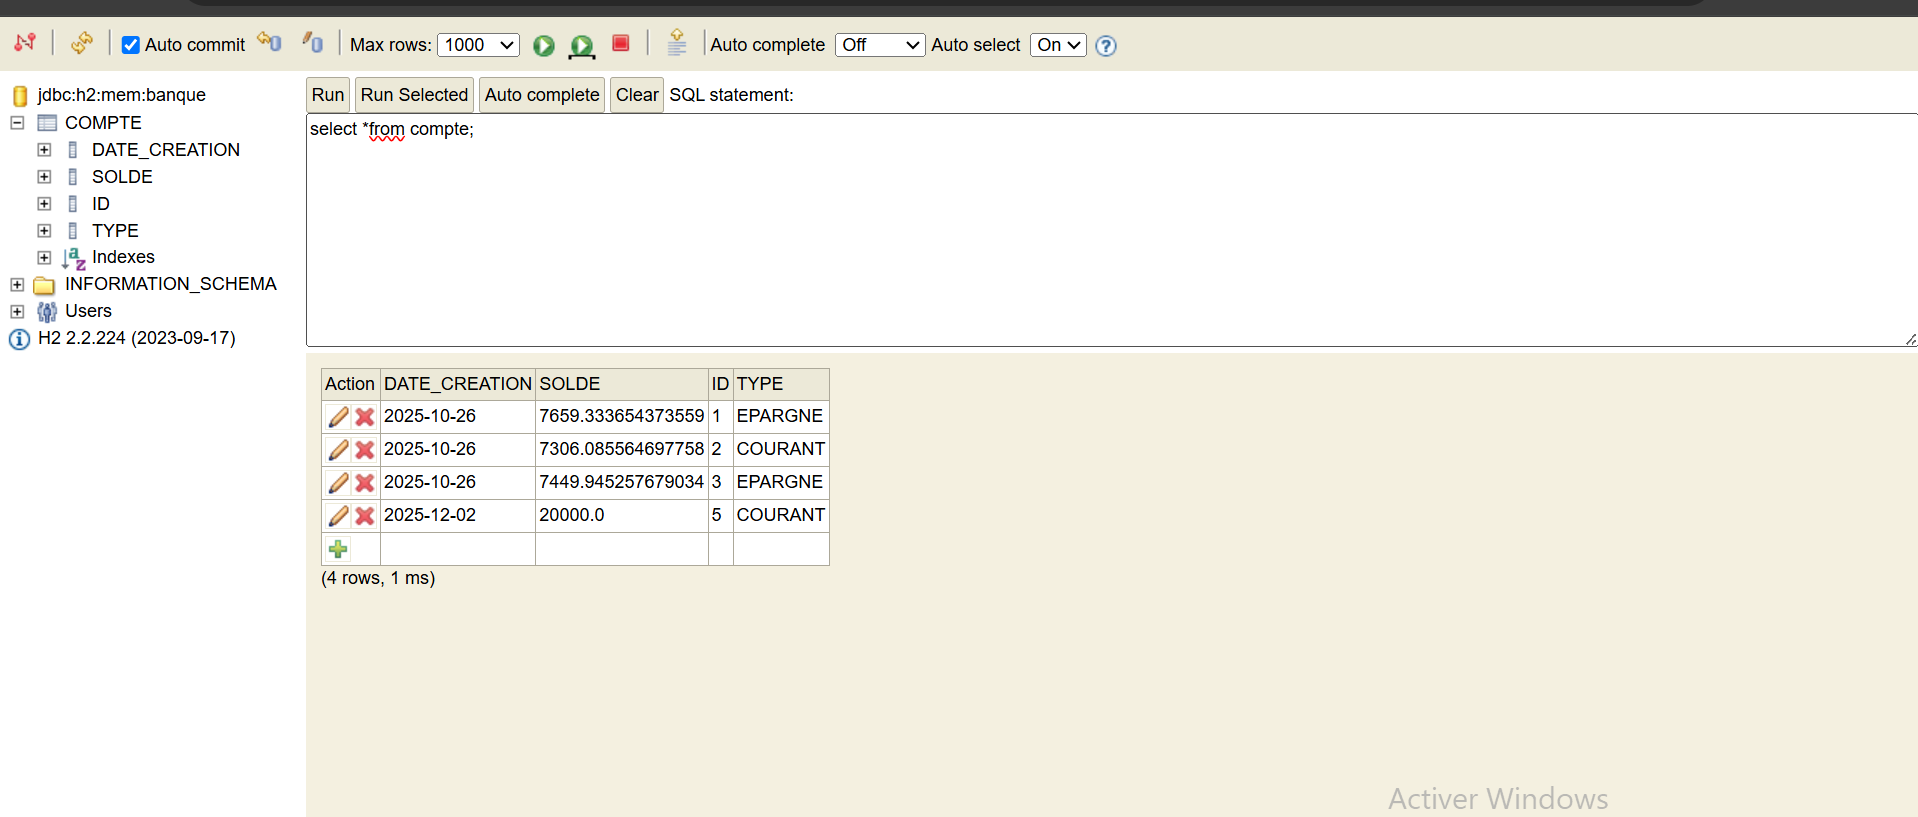 Auto commit Max rows: 1000 Auto complete Off Auto select On ?
jdbc:h2:mem:banque
COMPTE
DATE_CREATION
SOLDE
ID
TYPE
Indexes
INFORMATION_SCHEMA
Users
H2 2.2.224 (2023-09-17)
Run Run Selected Auto complete Clear SQL statement:
select *from compte;
Action DATE_CREATION SOLDE ID TYPE
2025-10-26 7659.333654373559 1 EPARGNE
2025-10-26 7306.085564697758 2 COURANT
2025-10-26 7449.945257679034 3 EPARGNE
2025-12-02 20000.0 5 COURANT
(4 rows, 1 ms)
Activer Windows